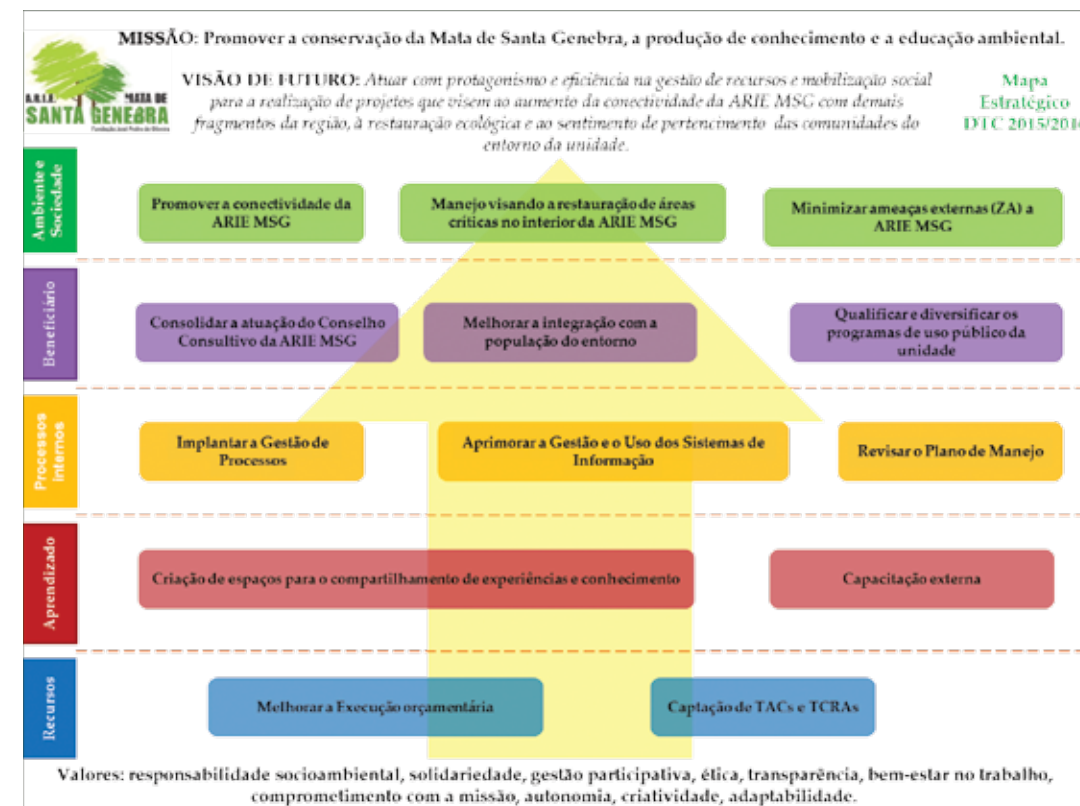 MISSÃO: Promover a conservação da Mata de Santa Genebra, a produção de conhecimento e a educação ambiental.
A.R.I.E. MATA DE
SANTA GENEBRA
Fundação José Pedro de Oliveira
VISÃO DE FUTURO: Atuar com protagonismo e eficiência na gestão de recursos e mobilização social
para a realização de projetos que visem ao aumento da conectividade da ARIE MSG com demais
fragmentos da região, à restauração ecológica e ao sentimento de pertencimento das comunidades do
entorno da unidade.
Mapa
Estratégico
DTC 2015/2016
Ambiente e
Sociedade
Promover a conectividade da
ARIE MSG
Manejo visando a restauração de áreas
críticas no interior da ARIE MSG
Minimizar ameaças externas (ZA) a
ARIE MSG
Beneficiário
Consolidar a atuação do Conselho
Consultivo da ARIE MSG
Melhorar a integração com a
população do entorno
Qualificar e diversificar os
programas de uso público da
unidade
Processos
Internos
Implantar a Gestão de
Processos
Aprimorar a Gestão e o Uso dos Sistemas de
Informação
Revisar o Plano de Manejo
Aprendizado
Criação de espaços para o compartilhamento de experiências e conhecimento
Capacitação externa
Recursos
Melhorar a Execução orçamentária
Captação de TACs e TCRAs
Valores: responsabilidade socioambiental, solidariedade, gestão participativa, ética, transparência, bem-estar no trabalho,
comprometimento com a missão, autonomia, criatividade, adaptabilidade.